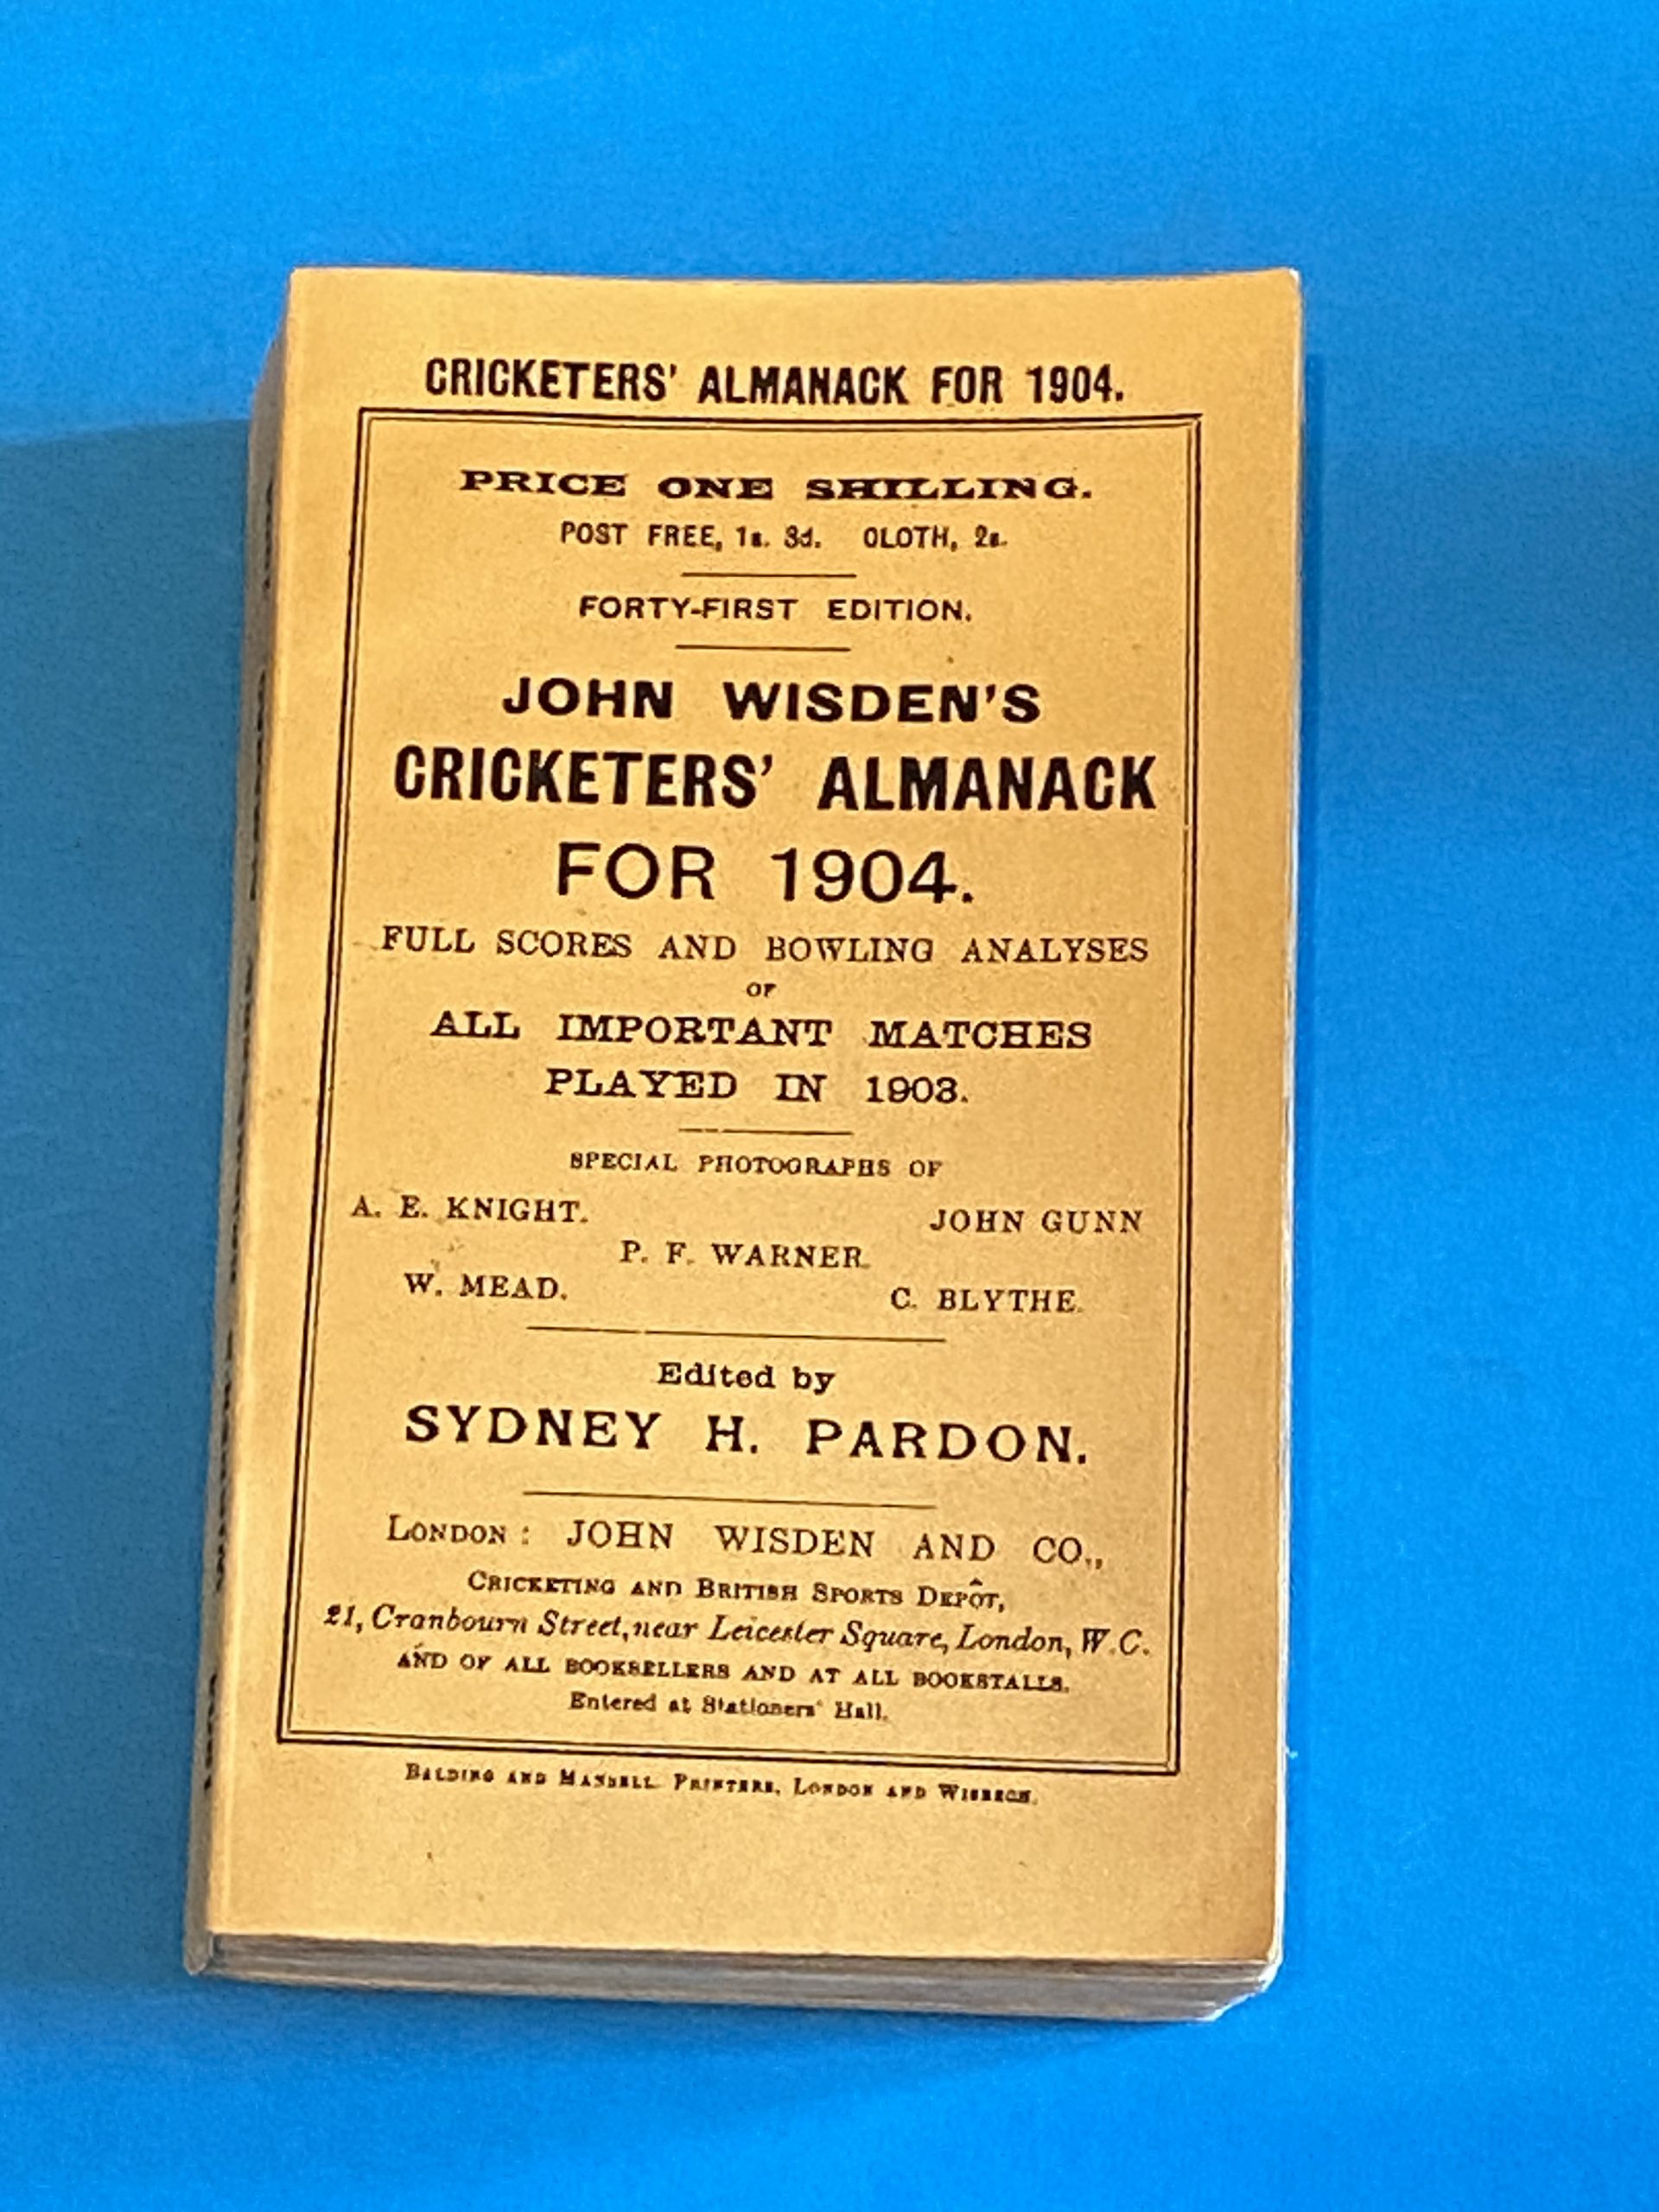 CRICKETERS' ALMANACK FOR 1904.
PRICE ONE SHILLING.
POST FREE, 1s. 3d. CLOTH, 2s.
FORTY-FIRST EDITION.
JOHN WISDEN'S
CRICKETERS' ALMANACK
FOR 1904.
FULL SCORES AND BOWLING ANALYSES
OF
ALL IMPORTANT MATCHES
PLAYED IN 1903.
SPECIAL PHOTOGRAPHS OF
A. E. KNIGHT. JOHN GUNN
P. F. WARNER.
W. MEAD. C. BLYTHE.
Edited by
SYDNEY H. PARDON.
LONDON: JOHN WISDEN AND CO.,
CRICKETING AND BRITISH SPORTS DEPÔT,
21, Cranbourn Street, near Leicester Square, London, W.C.
AND OF ALL BOOKSELLERS AND AT ALL BOOKSTALLS.
Entered at Stationers' Hall.
BALDING AND MANSELL PRINTERS, LONDON AND WISBECH.